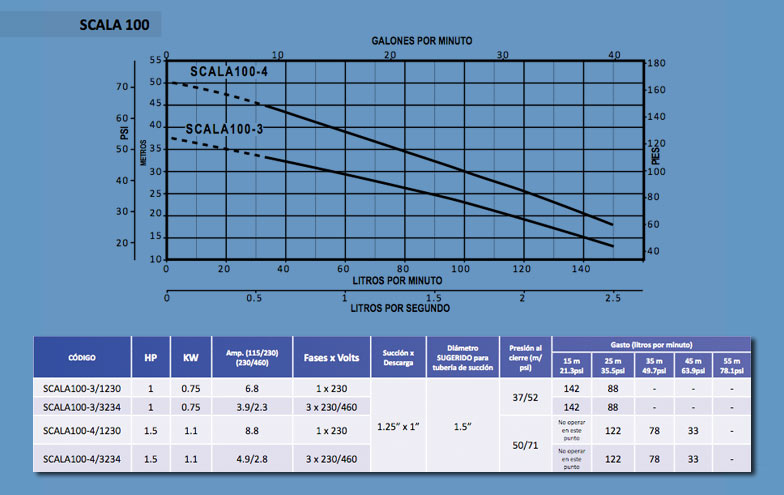 SCALA 100
GALONES POR MINUTO
0 10 20 30 40
SCALA100-4
SCALA100-3
PSI
70
60
50
40
30
20
METROS
55
50
45
40
35
30
25
20
15
10
PIES
180
160
140
120
100
80
60
40
0 20 40 60 80 100 120 140
LITROS POR MINUTO
0 0.5 1 1.5 2 2.5
LITROS POR SEGUNDO
CÓDIGO HP KW Amp. (115/230) (230/460) Fases x Volts Succión x Descarga Diámetro SUGERIDO para tubería de succión Presión al cierre (m/psi) Gasto (litros por minuto)
15 m 21.3psi 25 m 35.5psi 35 m 49.7psi 45 m 63.9psi 55 m 78.1psi
SCALA100-3/1230 1 0.75 6.8 1 x 230 142 88 - - -
37/52
SCALA100-3/3234 1 0.75 3.9/2.3 3 x 230/460 142 88 - - -
1.25” x 1” 1.5”
SCALA100-4/1230 1.5 1.1 8.8 1 x 230 No operar en este punto 122 78 33 -
50/71
SCALA100-4/3234 1.5 1.1 4.9/2.8 3 x 230/460 No operar en este punto 122 78 33 -